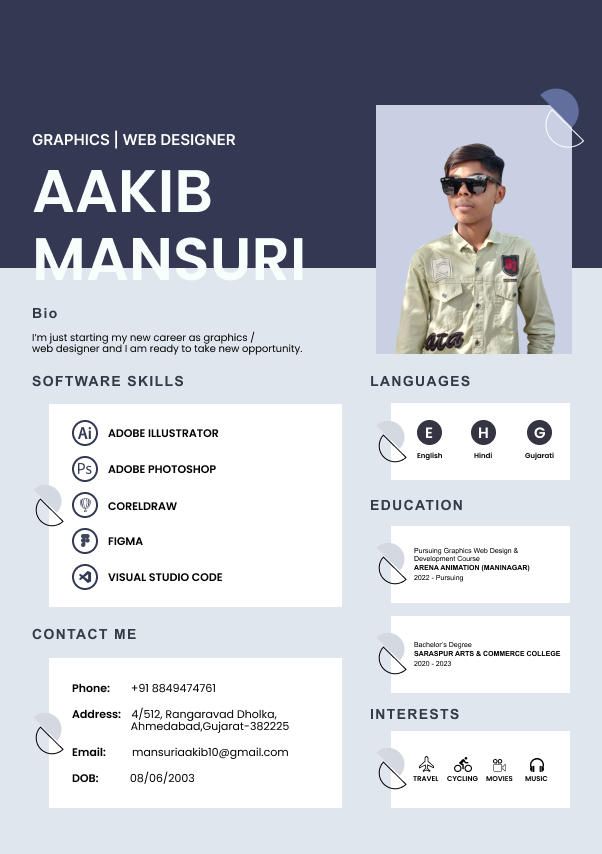 GRAPHICS | WEB DESIGNER
AAKIB
MANSURI
Bio
I'm just starting my new career as graphics /
web designer and I am ready to take new opportunity.
SOFTWARE SKILLS
Ai ADOBE ILLUSTRATOR
Ps ADOBE PHOTOSHOP
CORELDRAW
FIGMA
VISUAL STUDIO CODE
CONTACT ME
Phone: +91 8849474761
Address: 4/512, Rangaravad Dholka,
Ahmedabad,Gujarat-382225
Email: mansuriaakib10@gmail.com
DOB: 08/06/2003
LANGUAGES
E H G
English Hindi Gujarati
EDUCATION
Pursuing Graphics Web Design &
Development Course
ARENA ANIMATION (MANINAGAR)
2022 - Pursuing
Bachelor's Degree
SARASPUR ARTS & COMMERCE COLLEGE
2020 - 2023
INTERESTS
TRAVEL CYCLING MOVIES MUSIC